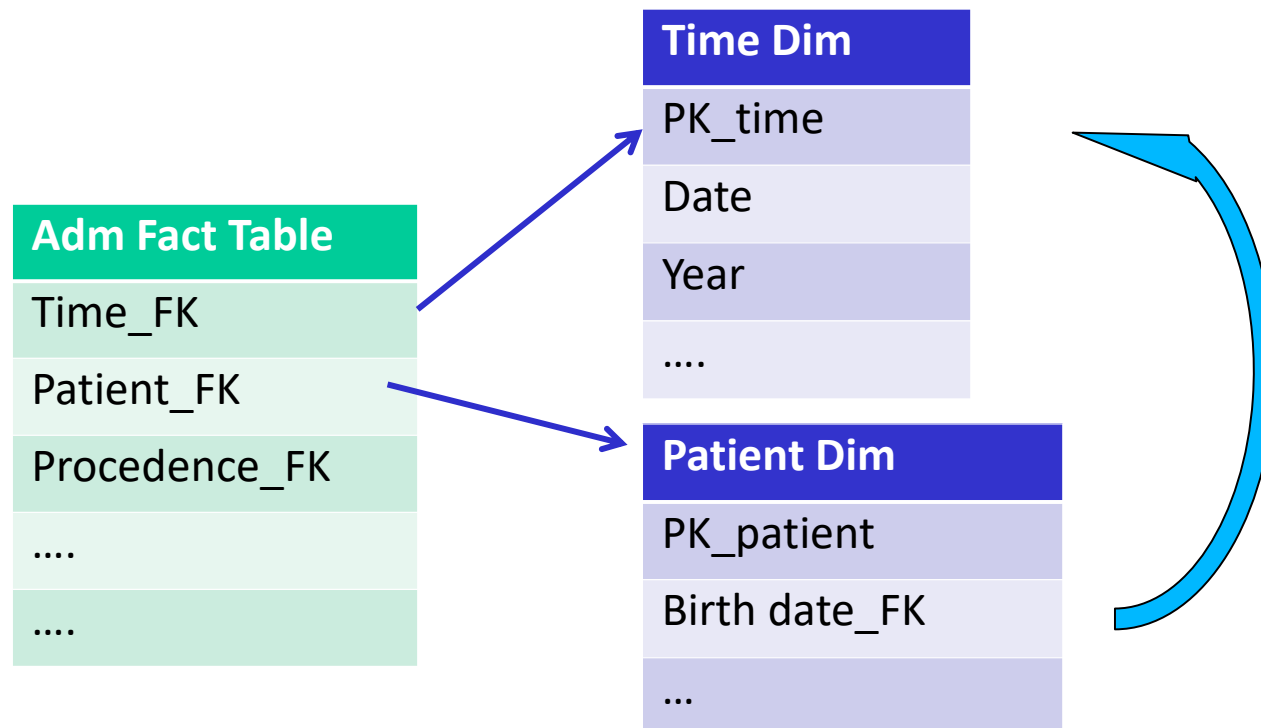 Adm Fact Table
Time_FK
Patient_FK
Procedence_FK
....
....
Time Dim
PK_time
Date
Year
....
Patient Dim
PK_patient
Birth date_FK
...